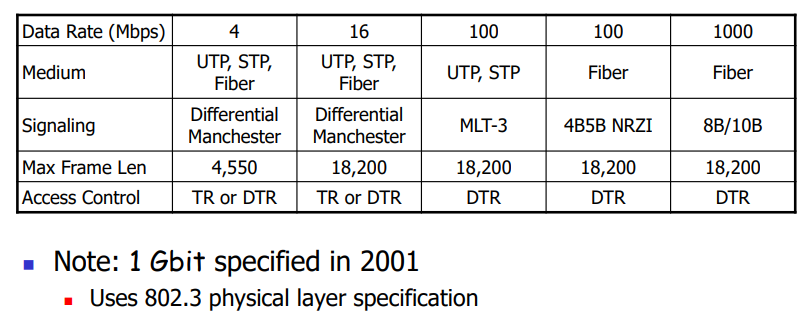 Data Rate (Mbps) 4 16 100 100 1000
Medium UTP, STP, Fiber UTP, STP, Fiber UTP, STP Fiber Fiber
Signaling Differential Manchester Differential Manchester MLT-3 4B5B NRZI 8B/10B
Max Frame Len 4,550 18,200 18,200 18,200 18,200
Access Control TR or DTR TR or DTR DTR DTR DTR
Note: 1 Gbit specified in 2001
Uses 802.3 physical layer specification